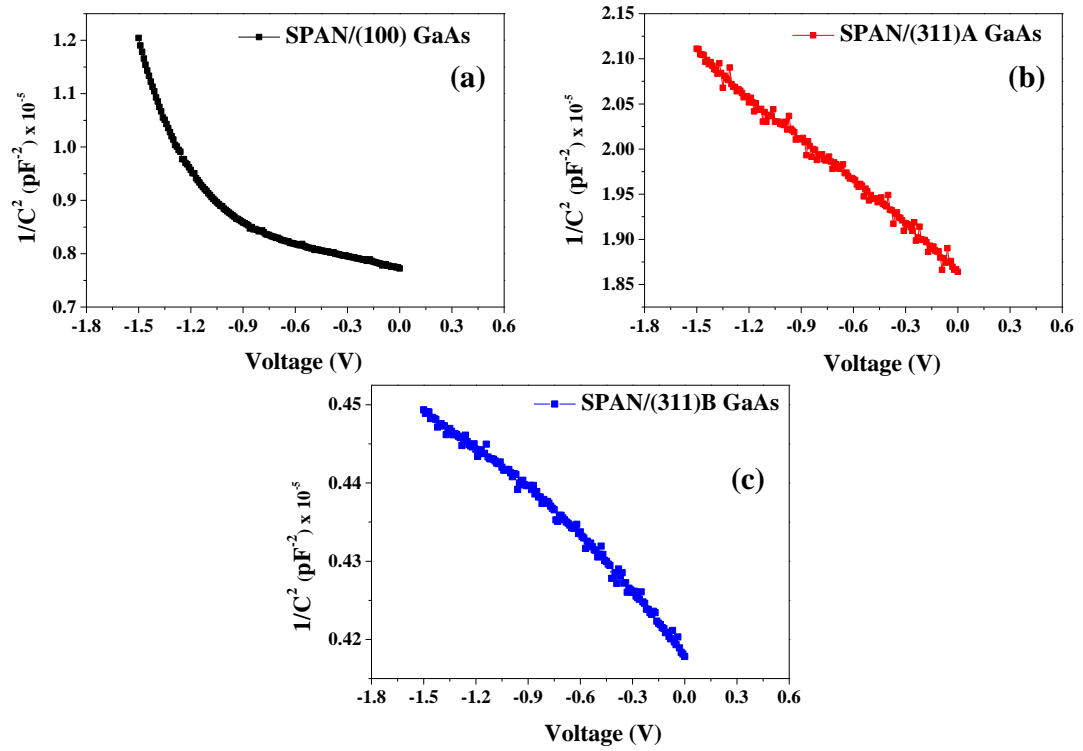 SPAN/(100) GaAs
(a)
1/C² (pF⁻²) x 10⁻⁵
1.2
1.1
1.0
0.9
0.8
0.7
-1.8 -1.5 -1.2 -0.9 -0.6 -0.3 0.0 0.3 0.6
Voltage (V)
SPAN/(311)A GaAs
(b)
1/C² (pF⁻²) x 10⁻⁵
2.10
2.05
2.00
1.95
1.90
1.85
-1.8 -1.5 -1.2 -0.9 -0.6 -0.3 0.0 0.3 0.6
Voltage (V)
SPAN/(311)B GaAs
(c)
1/C² (pF⁻²) x 10⁻⁵
0.45
0.44
0.43
0.42
-1.8 -1.5 -1.2 -0.9 -0.6 -0.3 0.0 0.3 0.6
Voltage (V)